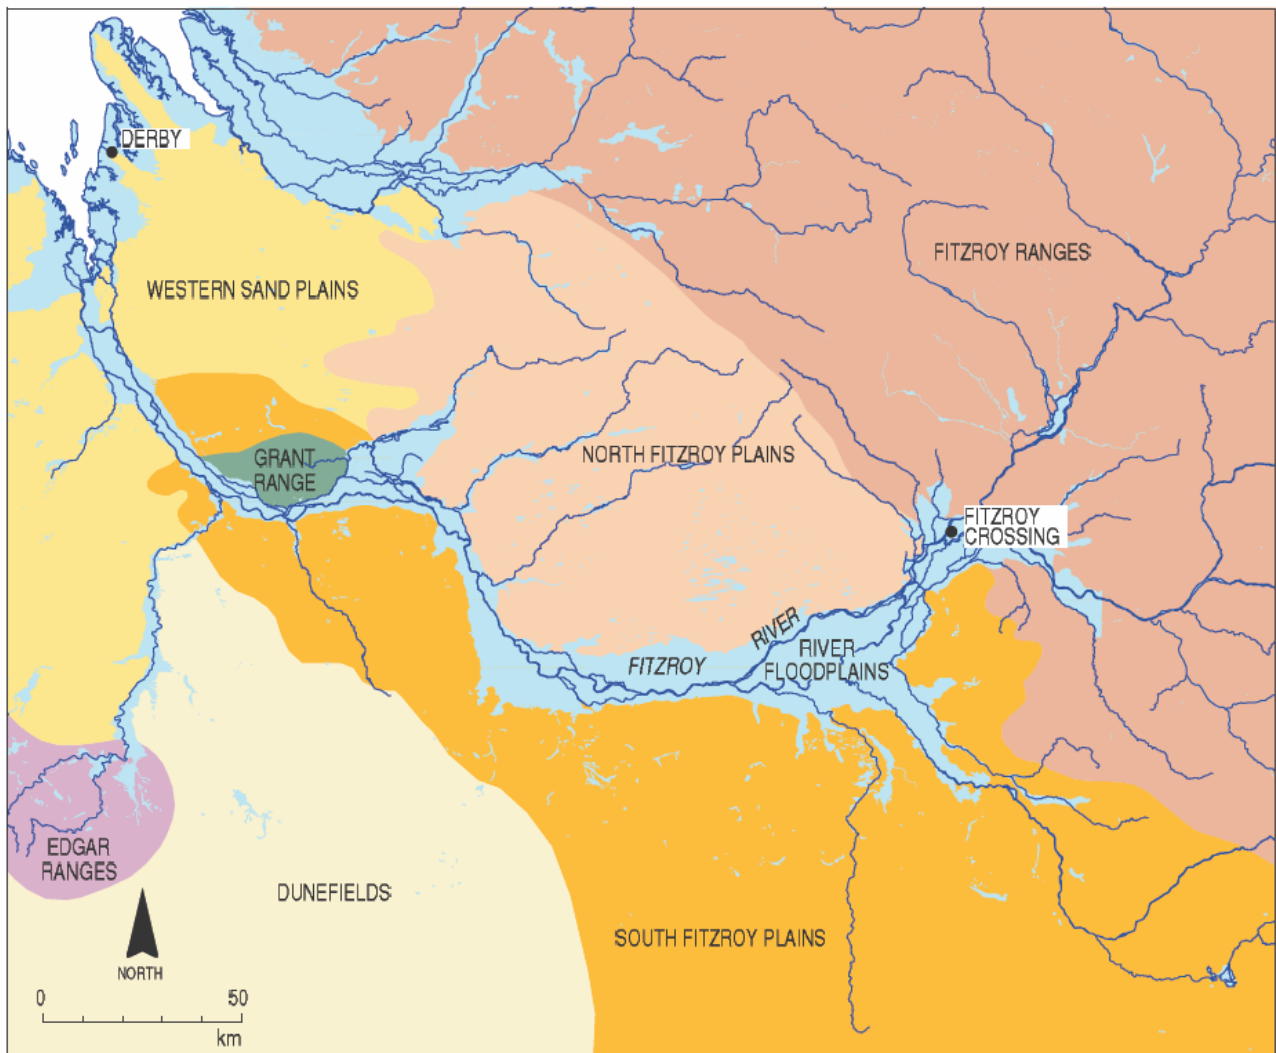 DERBY
FITZROY RANGES
WESTERN SAND PLAINS
GRANT
RANGE
NORTH FITZROY PLAINS
FITZROY
CROSSING
RIVER
FITZROY
RIVER
FLOODPLAINS
EDGAR
RANGES
DUNEFIELDS
SOUTH FITZROY PLAINS
NORTH
0 50
km